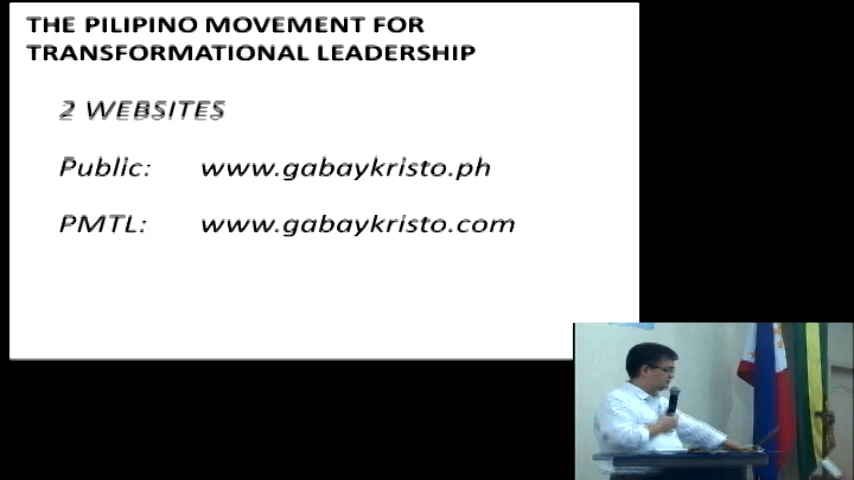 THE PILIPINO MOVEMENT FOR
TRANSFORMATIONAL LEADERSHIP
2 WEBSITES
Public: www.gabaykristo.ph
PMTL: www.gabaykristo.com